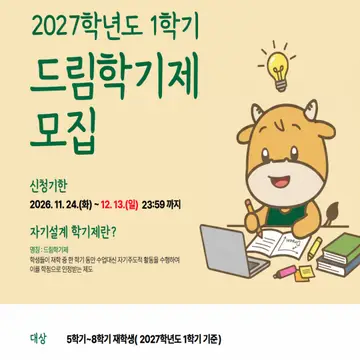 2027학년도 1학기
드림학기제
모집
신청기한
2026. 11. 24.(화) ~ 12. 13.(일) 23:59 까지
자기설계 학기제란?
명칭 : 드림학기제
학생들이 재학 중 한 학기 동안 수업대신 자기주도적 활동을 수행하여
이를 학점으로 인정받는 제도
대상 5학기~8학기 재학생( 2027학년도 1학기 기준)